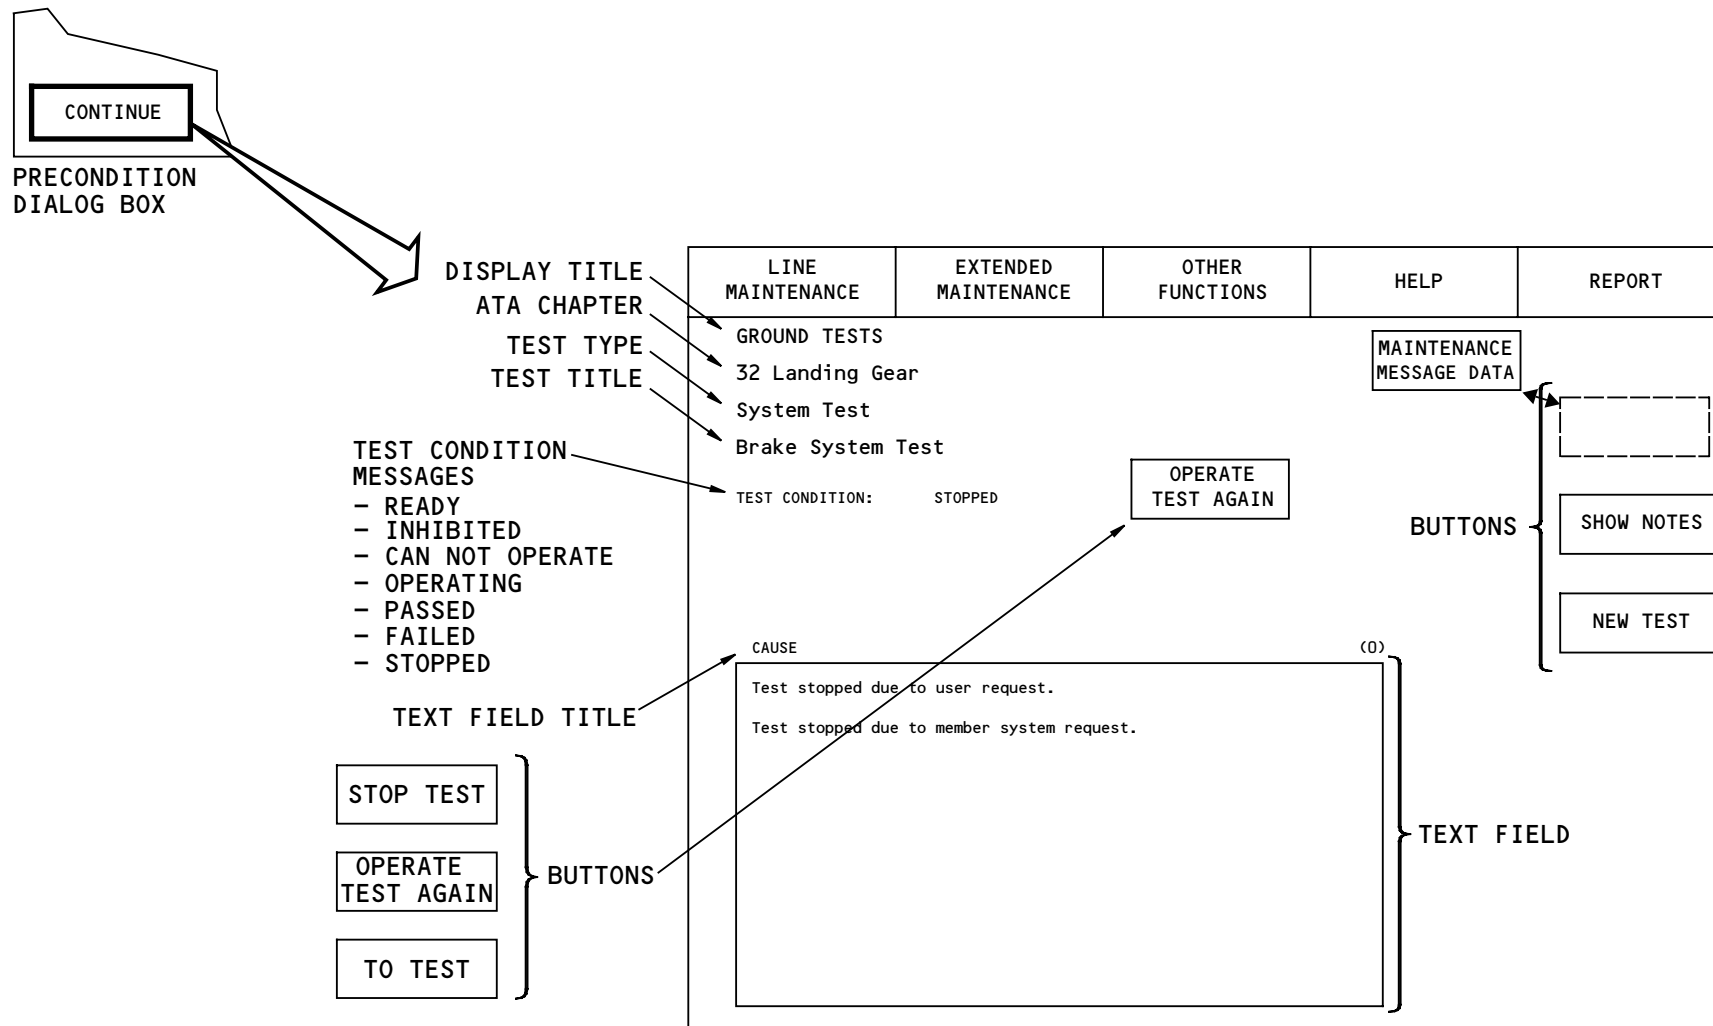 CONTINUE
PRECONDITION
DIALOG BOX
DISPLAY TITLE
ATA CHAPTER
TEST TYPE
TEST TITLE
TEST CONDITION
MESSAGES
– READY
– INHIBITED
– CAN NOT OPERATE
– OPERATING
– PASSED
– FAILED
– STOPPED
TEXT FIELD TITLE
STOP TEST
OPERATE
TEST AGAIN
TO TEST
BUTTONS
LINE
MAINTENANCE
EXTENDED
MAINTENANCE
OTHER
FUNCTIONS
HELP
REPORT
GROUND TESTS
32 Landing Gear
System Test
Brake System Test
TEST CONDITION: STOPPED
OPERATE
TEST AGAIN
MAINTENANCE
MESSAGE DATA
BUTTONS
SHOW NOTES
NEW TEST
CAUSE (0)
Test stopped due to user request.
Test stopped due to member system request.
TEXT FIELD